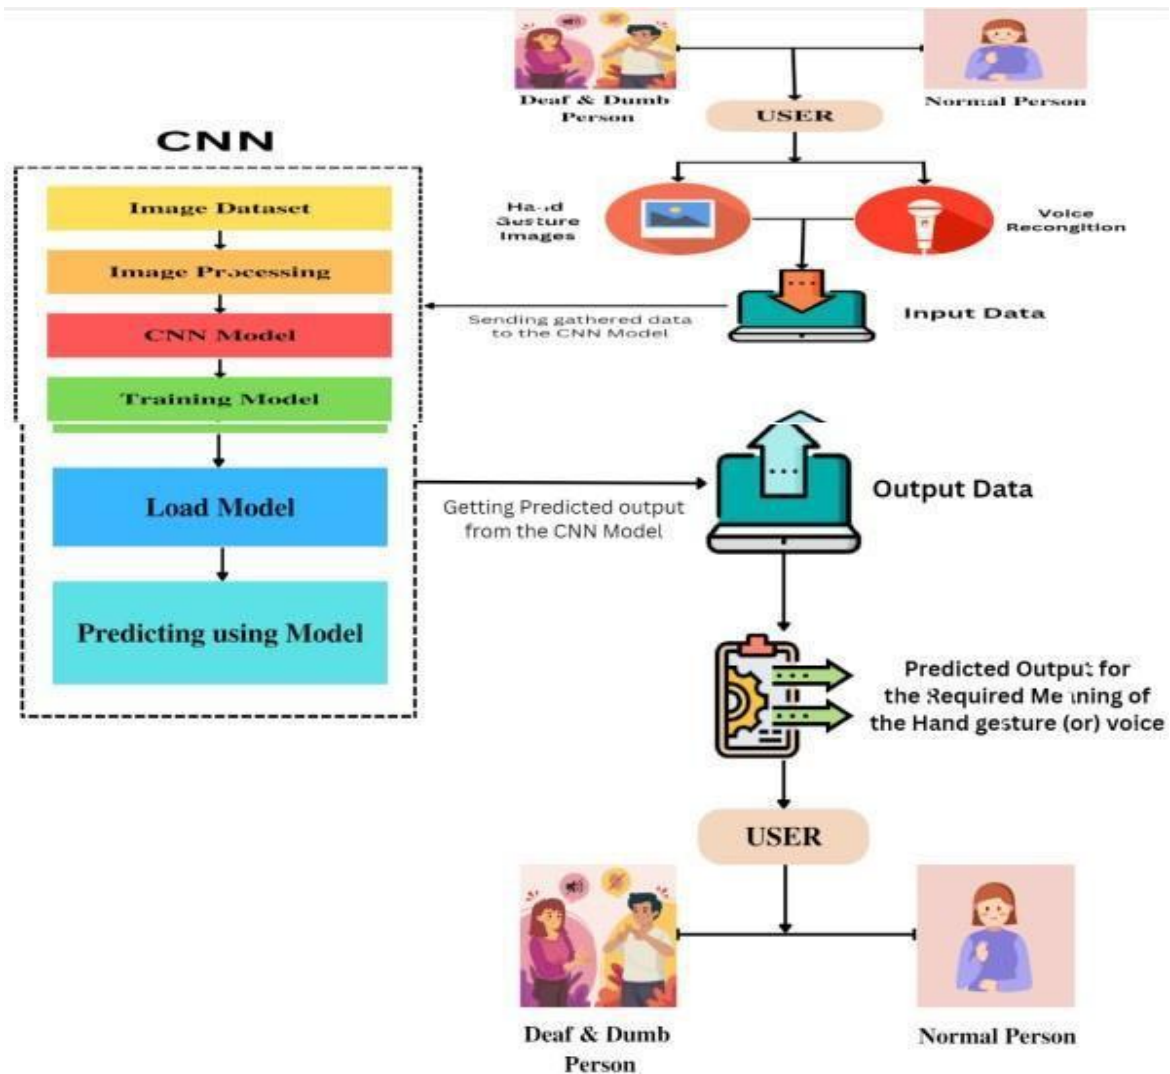 Deaf & Dumb
Person
Normal Person
USER
CNN
Image Dataset
Image Processing
CNN Model
Training Model
Load Model
Predicting using Model
Hand
Gesture
Images
Voice
Recongition
Input Data
Sending gathered data
to the CNN Model
Getting Predicted output
from the CNN Model
Output Data
Predicted Output for
the Required Meaning of
the Hand gesture (or) voice
USER
Deaf & Dumb
Person
Normal Person